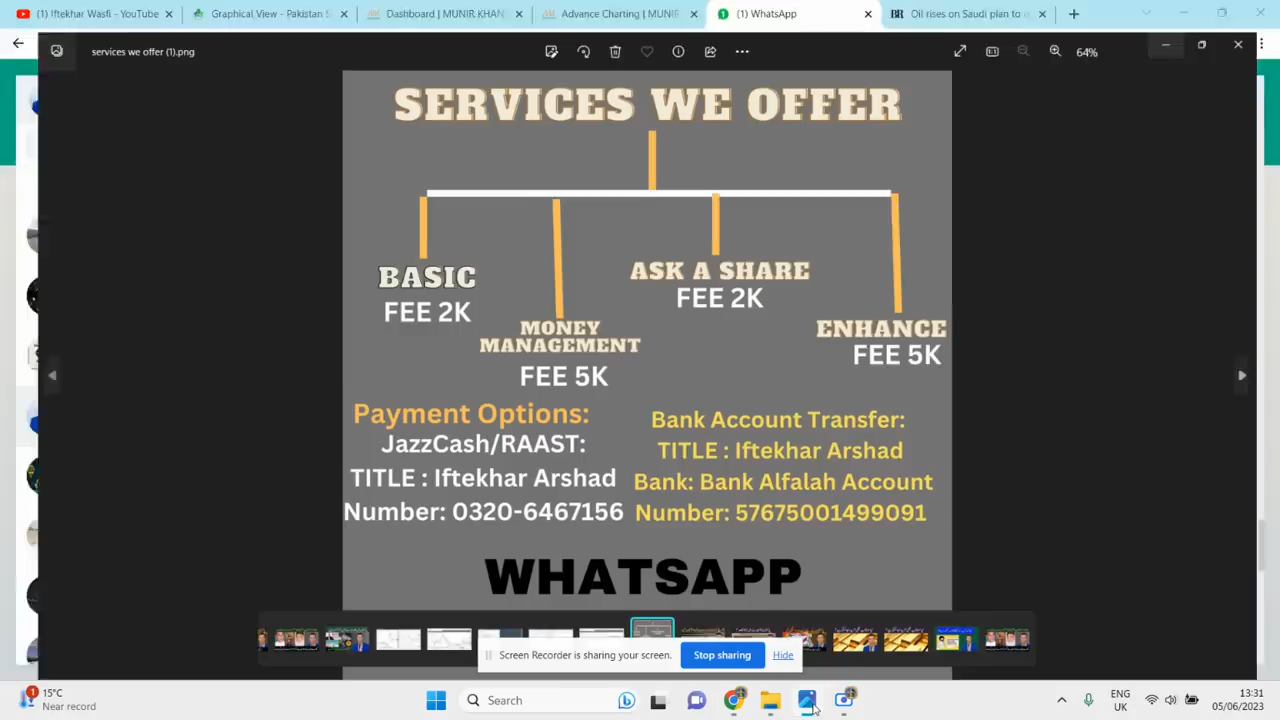 (1) Iftekhar Wasfi - YouTube
Graphical View - Pakistan S
Dashboard | MUNIR KHAN
Advance Charting | MUNIR
(1) WhatsApp
Oil rises on Saudi plan to
services we offer (1).png
64%
SERVICES WE OFFER
BASIC
FEE 2K
MONEY
MANAGEMENT
FEE 5K
ASK A SHARE
FEE 2K
ENHANCE
FEE 5K
Payment Options:
JazzCash/RAAST:
TITLE : Iftekhar Arshad
Number: 0320-6467156
Bank Account Transfer:
TITLE : Iftekhar Arshad
Bank: Bank Alfalah Account
Number: 57675001499091
WHATSAPP
Screen Recorder is sharing your screen.
Stop sharing
Hide
1
15°C
Near record
Search
ENG
UK
13:31
05/06/2023